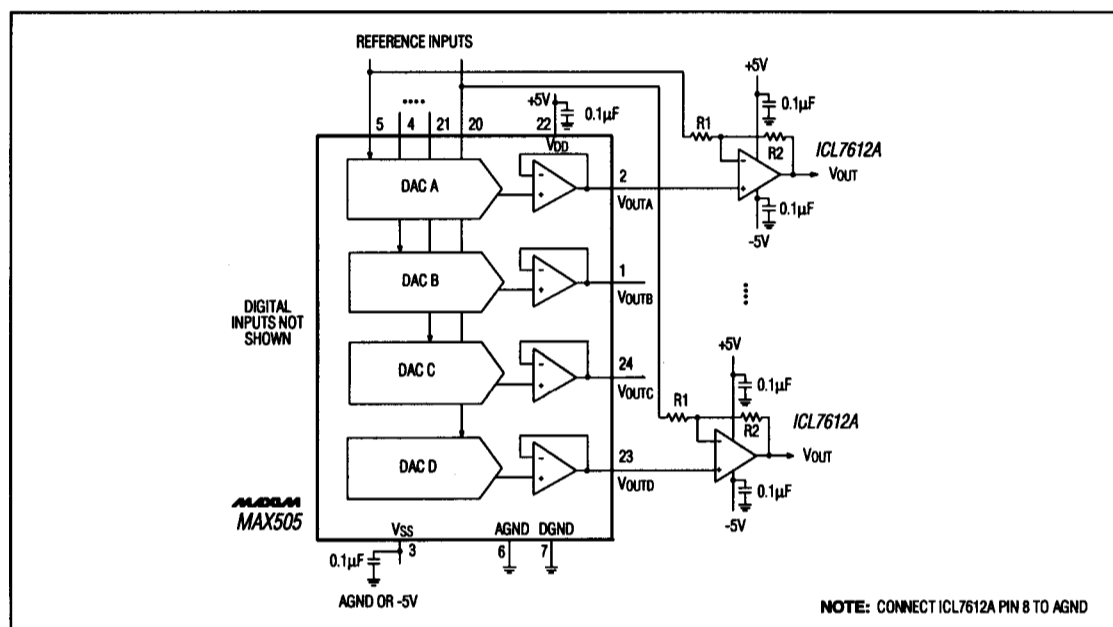 REFERENCE INPUTS
+5V
0.1µF
5 4 21 20 22
VDD
+5V
0.1µF
R1
R2
ICL7612A
VOUT
0.1µF
-5V
DAC A
2
VOUTA
DAC B
1
VOUTB
DIGITAL
INPUTS NOT
SHOWN
DAC C
24
VOUTC
+5V
0.1µF
R1
R2
ICL7612A
VOUT
0.1µF
-5V
DAC D
23
VOUTD
MAXIM
MAX505
VSS
3
0.1µF
AGND OR -5V
AGND
6
DGND
7
NOTE: CONNECT ICL7612A PIN 8 TO AGND